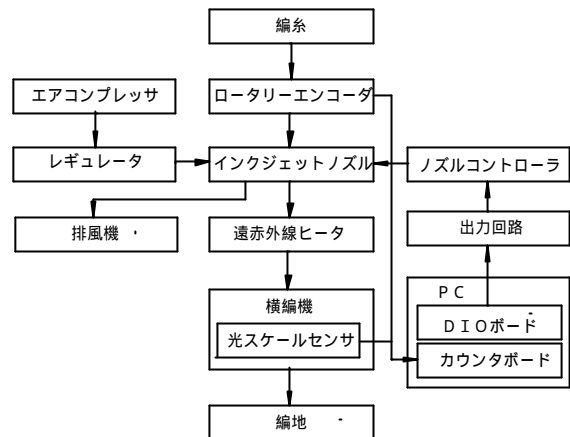 編糸
エアコンプレッサ
ロータリーエンコーダ
レギュレータ
インクジェットノズル
ノズルコントローラ
排風機
遠赤外線ヒータ
出力回路
横編機
光スケールセンサ
PC
DIOボード
カウンタボード
編地